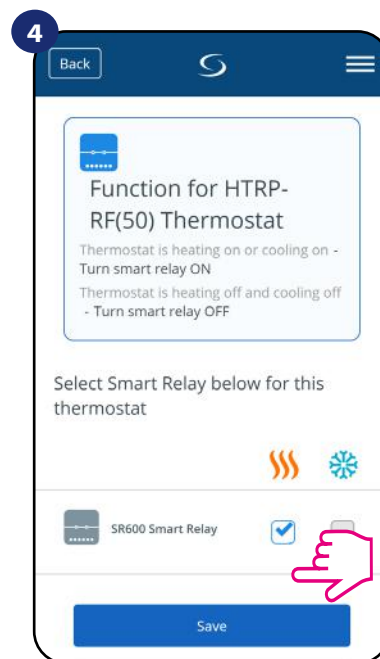 4
Back
Function for HTRP-
RF(50) Thermostat
Thermostat is heating on or cooling on -
Turn smart relay ON
Thermostat is heating off and cooling off
- Turn smart relay OFF
Select Smart Relay below for this
thermostat
SR600 Smart Relay
Save